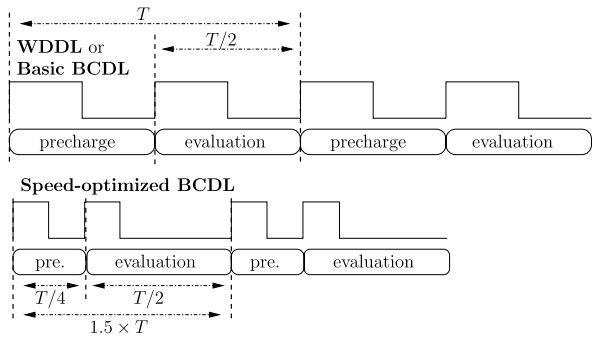 T
WDDL or
T/2
Basic BCDL
precharge evaluation precharge evaluation
Speed-optimized BCDL
pre. evaluation pre. evaluation
T/4 T/2
1.5 × T